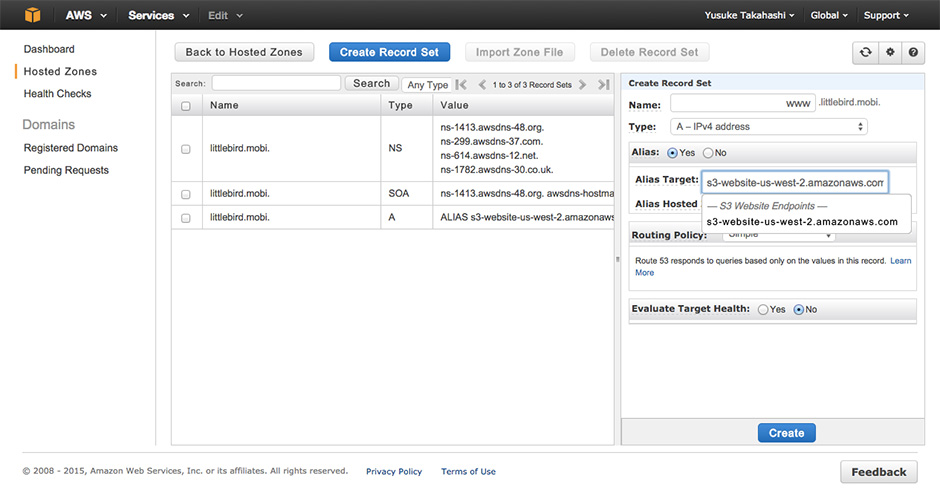 AWS Services Edit Yusuke Takahashi Global Support
Dashboard
Hosted Zones
Health Checks
Domains
Registered Domains
Pending Requests
Back to Hosted Zones Create Record Set Import Zone File Delete Record Set
Search: Search Any Type 1 to 3 of 3 Record Sets
Name Type Value
littlebird.mobi. NS
ns-1413.awsdns-48.org.
ns-299.awsdns-37.com.
ns-614.awsdns-12.net.
ns-1782.awsdns-30.co.uk.
littlebird.mobi. SOA ns-1413.awsdns-48.org. awsdns-hostma
littlebird.mobi. A ALIAS s3-website-us-west-2.amazonaws
Create Record Set
Name: www .littlebird.mobi.
Type: A – IPv4 address
Alias: Yes No
Alias Target: s3-website-us-west-2.amazonaws.com
— S3 Website Endpoints —
Alias Hosted
s3-website-us-west-2.amazonaws.com
Routing Policy: Simple
Route 53 responds to queries based only on the values in this record. Learn
More
Evaluate Target Health: Yes No
Create
© 2008 - 2015, Amazon Web Services, Inc. or its affiliates. All rights reserved. Privacy Policy Terms of Use
Feedback